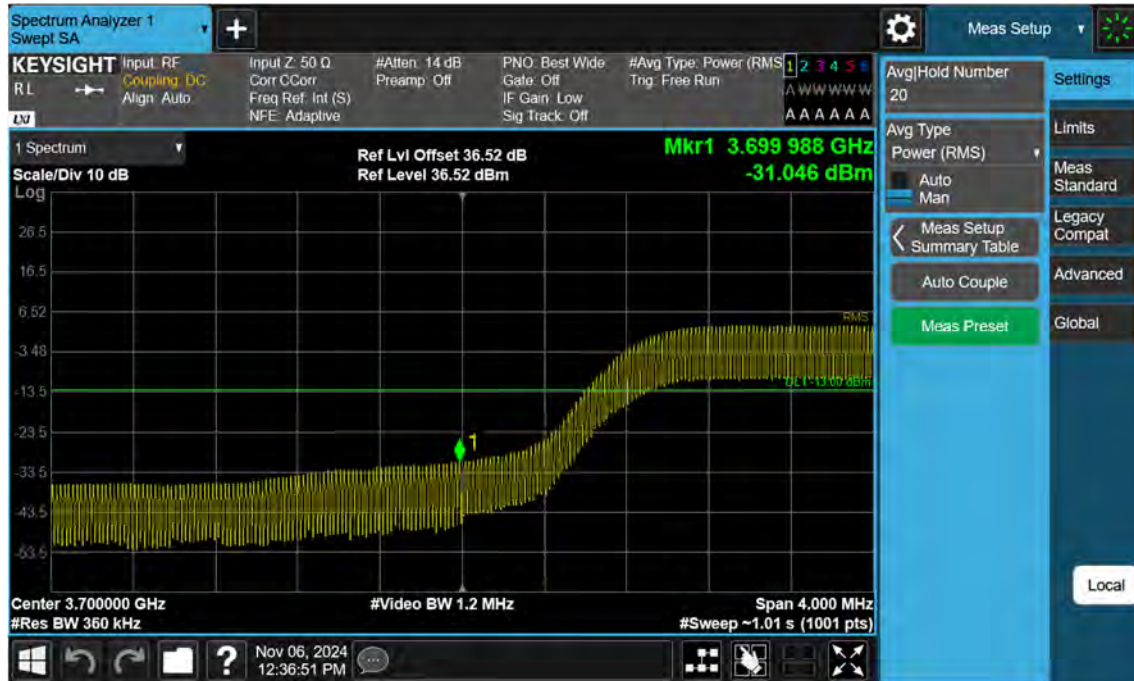 Spectrum Analyzer 1
Swept SA
+
Meas Setup
KEYSIGHT
RL
LXI
Input: RF
Coupling: DC
Align: Auto
Input Z: 50 Ω
Corr CCorr
Freq Ref: Int (S)
NFE: Adaptive
#Atten: 14 dB
Preamp: Off
PNO: Best Wide
Gate: Off
IF Gain: Low
Sig Track: Off
#Avg Type: Power (RMS
Trig: Free Run
1 2 3 4 5 6
A W W W W W
A A A A A A
1 Spectrum
Scale/Div 10 dB
Log
Ref Lvl Offset 36.52 dB
Ref Level 36.52 dBm
Mkr1 3.699 988 GHz
-31.046 dBm
26.5
16.5
6.52
-3.48
-13.5
-23.5
-33.5
-43.5
-53.5
RMS
DL1 -13.00 dBm
1
Center 3.700000 GHz
#Res BW 360 kHz
#Video BW 1.2 MHz
Span 4.000 MHz
#Sweep ~1.01 s (1001 pts)
Avg|Hold Number
20
Avg Type
Power (RMS)
Auto
Man
Meas Setup
Summary Table
Auto Couple
Meas Preset
Settings
Limits
Meas
Standard
Legacy
Compat
Advanced
Global
Local
?
Nov 06, 2024
12:36:51 PM